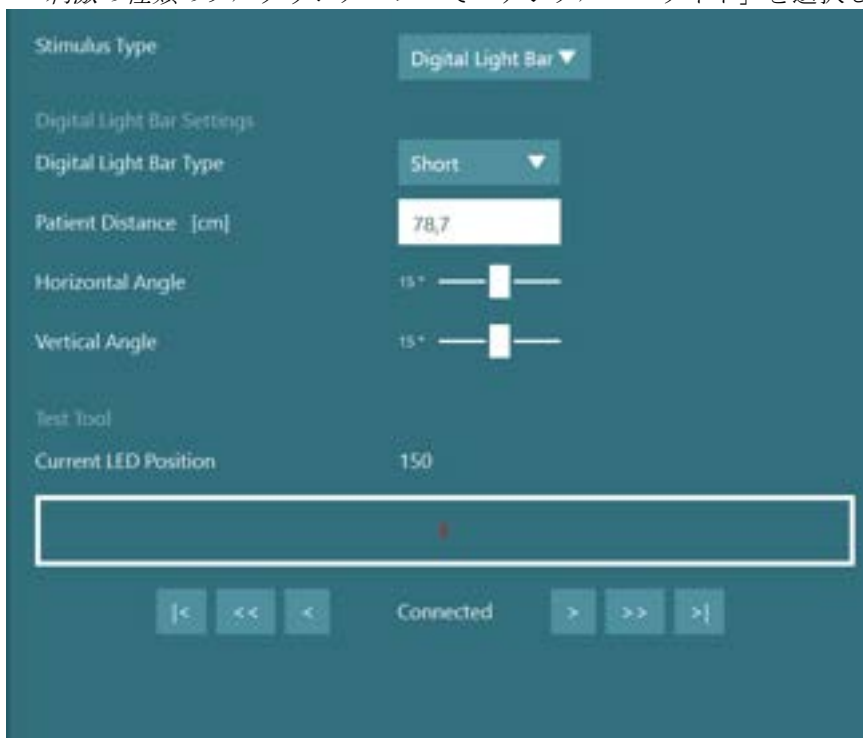 Stimulus Type Digital Light Bar
Digital Light Bar Settings
Digital Light Bar Type Short
Patient Distance [cm] 78,7
Horizontal Angle 15 °
Vertical Angle 15 °
Test Tool
Current LED Position 150
|< << < Connected > >> >|